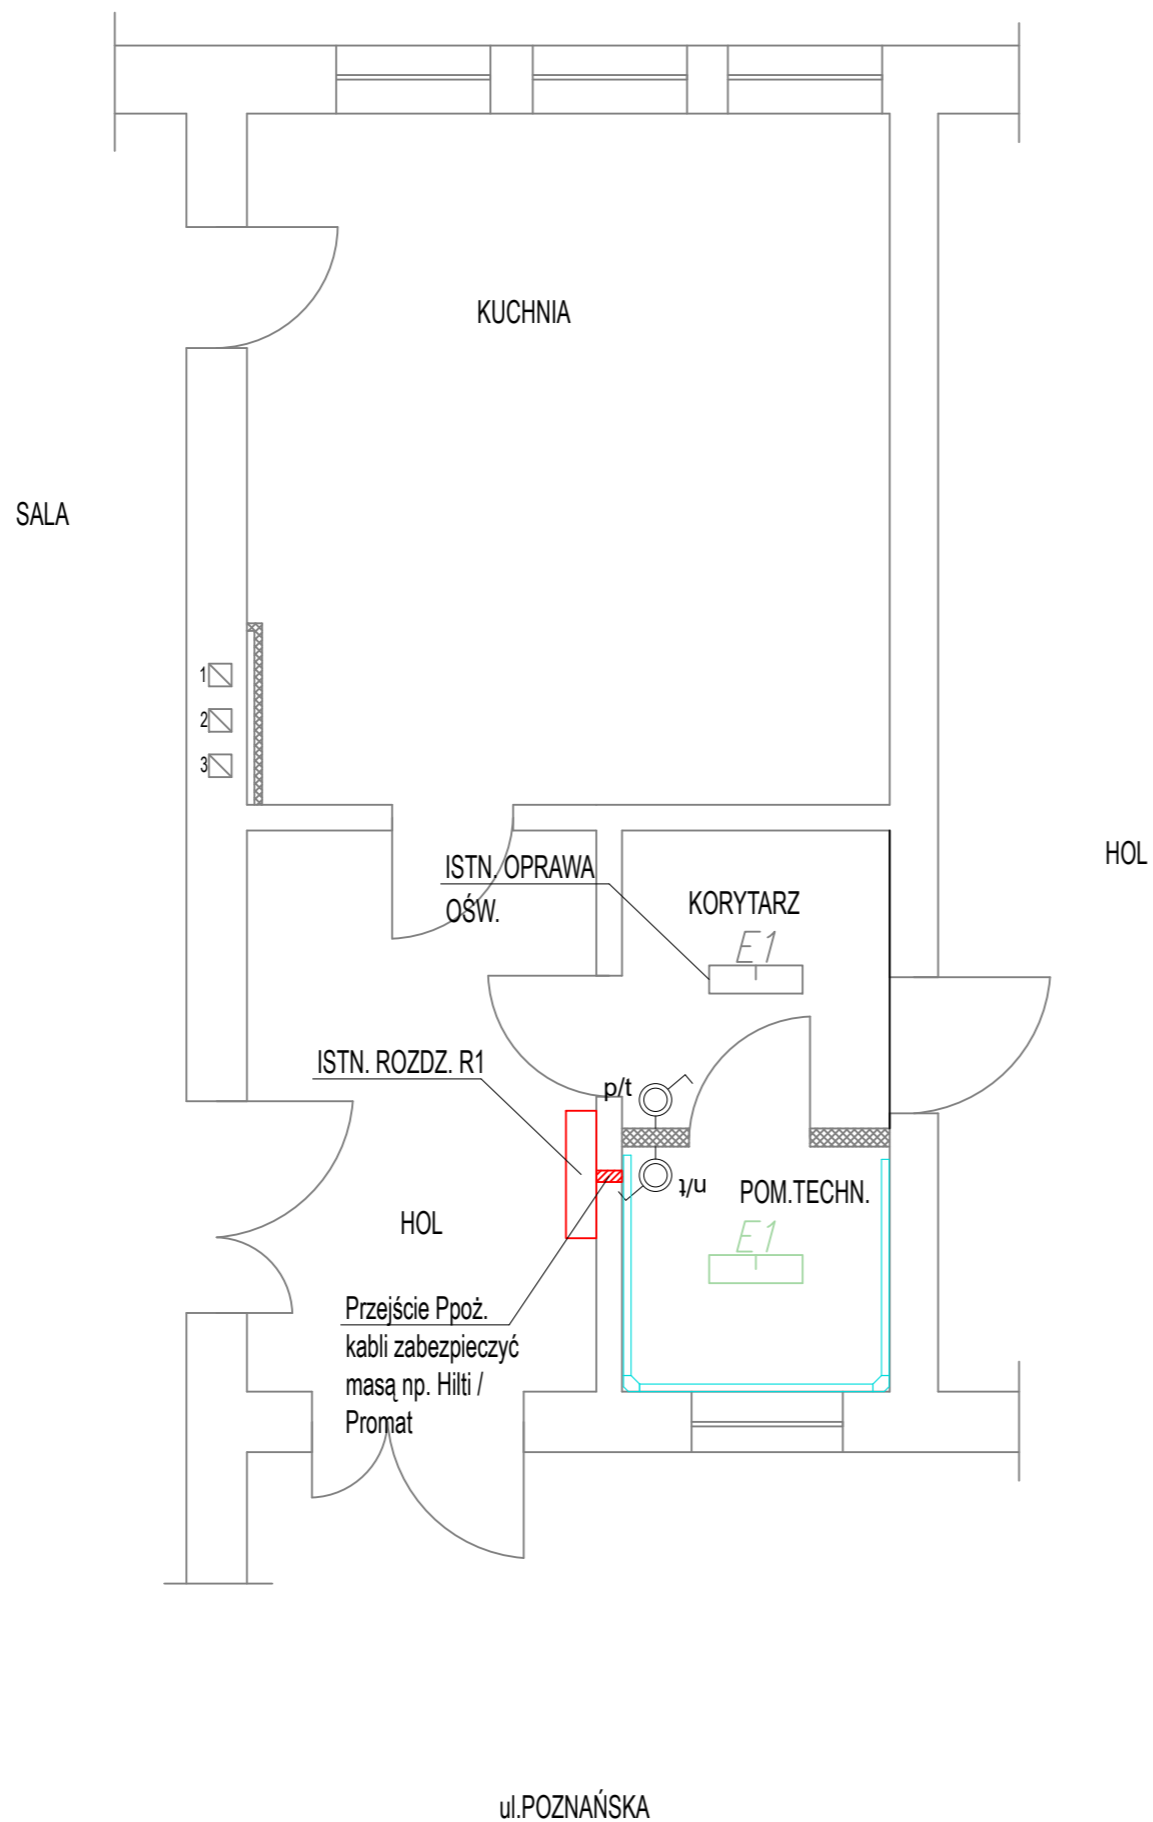 KUCHNIA
SALA
1
2
3
HOL
ISTN. OPRAWA
OŚW.
KORYTARZ
E1
ISTN. ROZDZ. R1
p/t
n/t
POM.TECHN.
HOL
E1
Przejście Ppoż.
kabli zabezpieczyć
masą np. Hilti /
Promat
ul.POZNAŃSKA